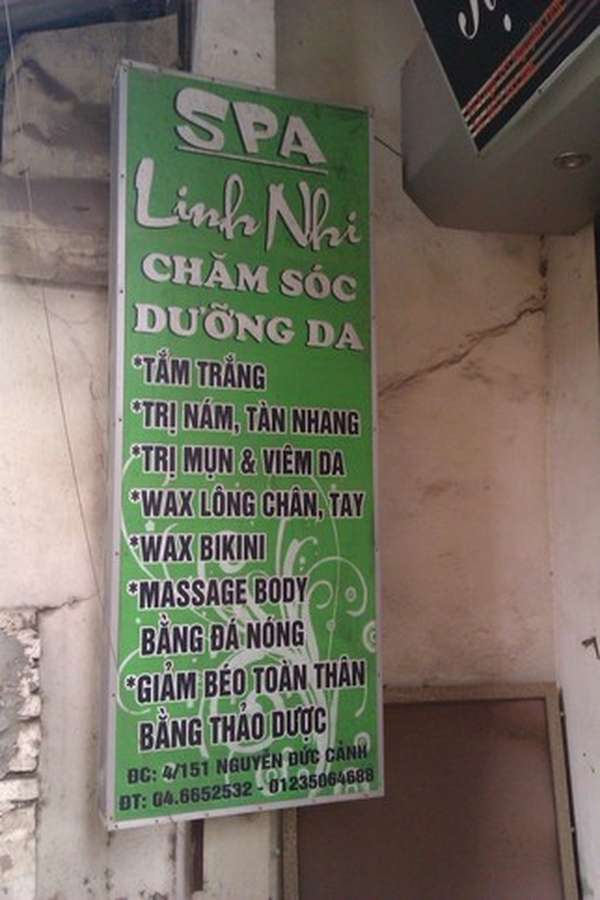 SPA
Linh Nhi
CHĂM SÓC
DƯỠNG DA
*TẮM TRẮNG
*TRỊ NÁM, TÀN NHANG
*TRỊ MỤN & VIÊM DA
*WAX LÔNG CHÂN, TAY
*WAX BIKINI
*MASSAGE BODY
BẰNG ĐÁ NÓNG
*GIẢM BÉO TOÀN THÂN
BẰNG THẢO DƯỢC
ĐC: 4/151 NGUYỄN ĐỨC CẢNH
ĐT: 04.6652532 - 01235064688